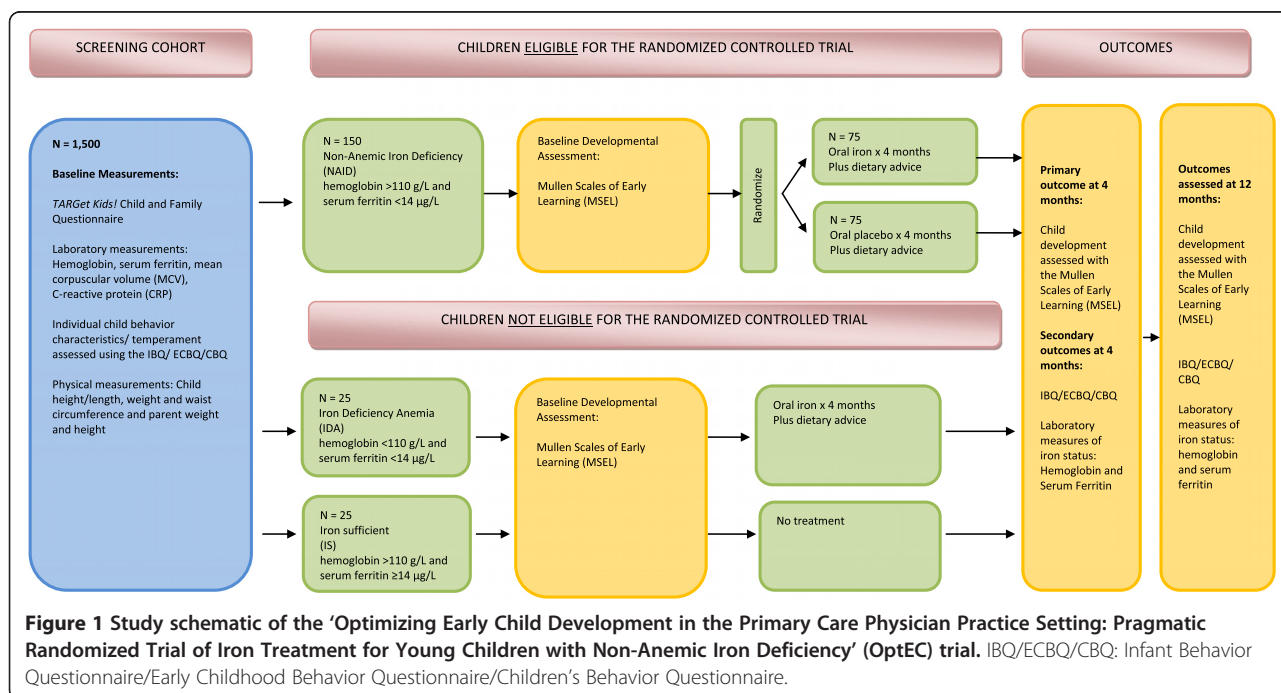 SCREENING COHORT
CHILDREN ELIGIBLE FOR THE RANDOMIZED CONTROLLED TRIAL
OUTCOMES
N = 1,500
Baseline Measurements:
TARGet Kids! Child and Family
Questionnaire
Laboratory measurements:
Hemoglobin, serum ferritin, mean
corpuscular volume (MCV),
C-reactive protein (CRP)
Individual child behavior
characteristics/ temperament
assessed using the IBQ/ ECBQ/CBQ
Physical measurements: Child
height/length, weight and waist
circumference and parent weight
and height
N = 150
Non-Anemic Iron Deficiency
(NAID)
hemoglobin >110 g/L and
serum ferritin <14 µg/L
Baseline Developmental
Assessment:
Mullen Scales of Early
Learning (MSEL)
Randomize
N = 75
Oral iron x 4 months
Plus dietary advice
N = 75
Oral placebo x 4 months
Plus dietary advice
CHILDREN NOT ELIGIBLE FOR THE RANDOMIZED CONTROLLED TRIAL
N = 25
Iron Deficiency Anemia
(IDA)
hemoglobin <110 g/L and
serum ferritin <14 µg/L
N = 25
Iron sufficient
(IS)
hemoglobin >110 g/L and
serum ferritin ≥14 µg/L
Baseline Developmental
Assessment:
Mullen Scales of Early
Learning (MSEL)
Oral iron x 4 months
Plus dietary advice
No treatment
Primary
outcome at 4
months:
Child
development
assessed with
the Mullen
Scales of Early
Learning (MSEL)
Secondary
outcomes at 4
months:
IBQ/ECBQ/CBQ
Laboratory
measures of
iron status:
Hemoglobin and
Serum Ferritin
Outcomes
assessed at 12
months:
Child
development
assessed with
the Mullen
Scales of Early
Learning
(MSEL)
IBQ/ECBQ/
CBQ
Laboratory
measures of
iron status:
hemoglobin
and serum
ferritin
Figure 1 Study schematic of the ‘Optimizing Early Child Development in the Primary Care Physician Practice Setting: Pragmatic
Randomized Trial of Iron Treatment for Young Children with Non-Anemic Iron Deficiency’ (OptEC) trial. IBQ/ECBQ/CBQ: Infant Behavior
Questionnaire/Early Childhood Behavior Questionnaire/Children’s Behavior Questionnaire.